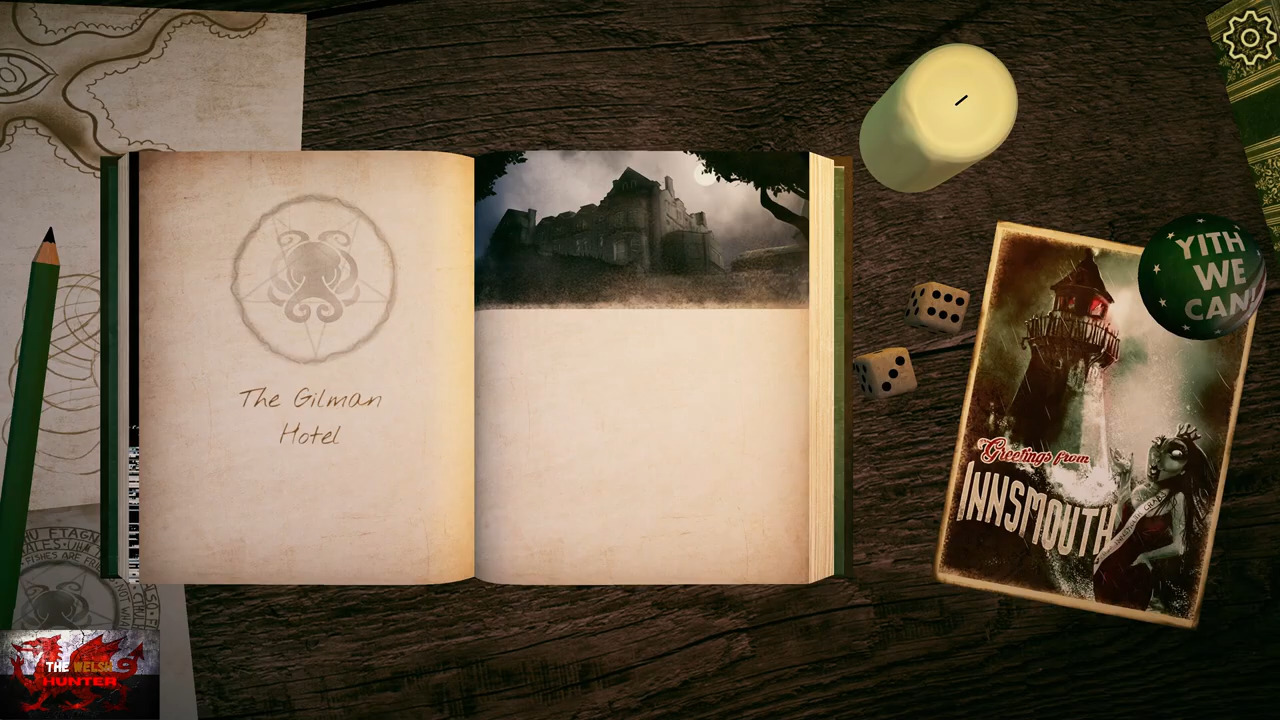 The Gilman
Hotel
YITH
WE
CAN!
Greetings from
INNSMOUTH
THE WELSH
HUNTER